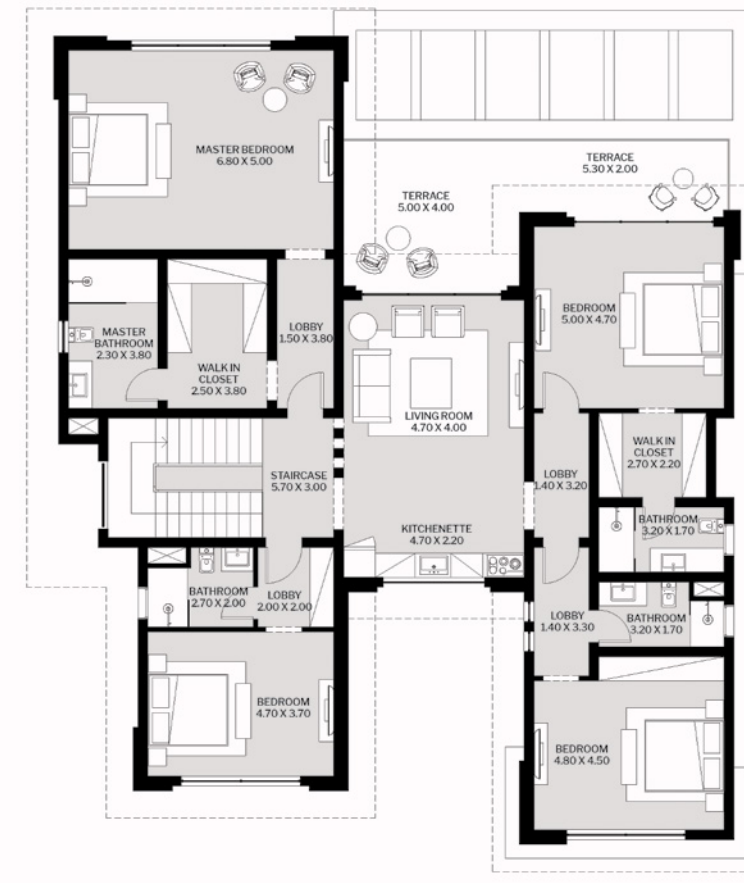 MASTER BEDROOM
6.80 X 5.00
TERRACE
5.30 X 2.00
TERRACE
5.00 X 4.00
BEDROOM
5.00 X 4.70
MASTER
BATHROOM
2.30 X 3.80
WALK IN
CLOSET
2.50 X 3.80
LOBBY
1.50 X 3.80
LIVING ROOM
4.70 X 4.00
WALK IN
CLOSET
2.70 X 2.20
STAIRCASE
5.70 X 3.00
LOBBY
1.40 X 3.20
KITCHENETTE
4.70 X 2.20
BATHROOM
3.20 X 1.70
BATHROOM
2.70 X 2.00
LOBBY
2.00 X 2.00
LOBBY
1.40 X 3.30
BATHROOM
3.20 X 1.70
BEDROOM
4.70 X 3.70
BEDROOM
4.80 X 4.50